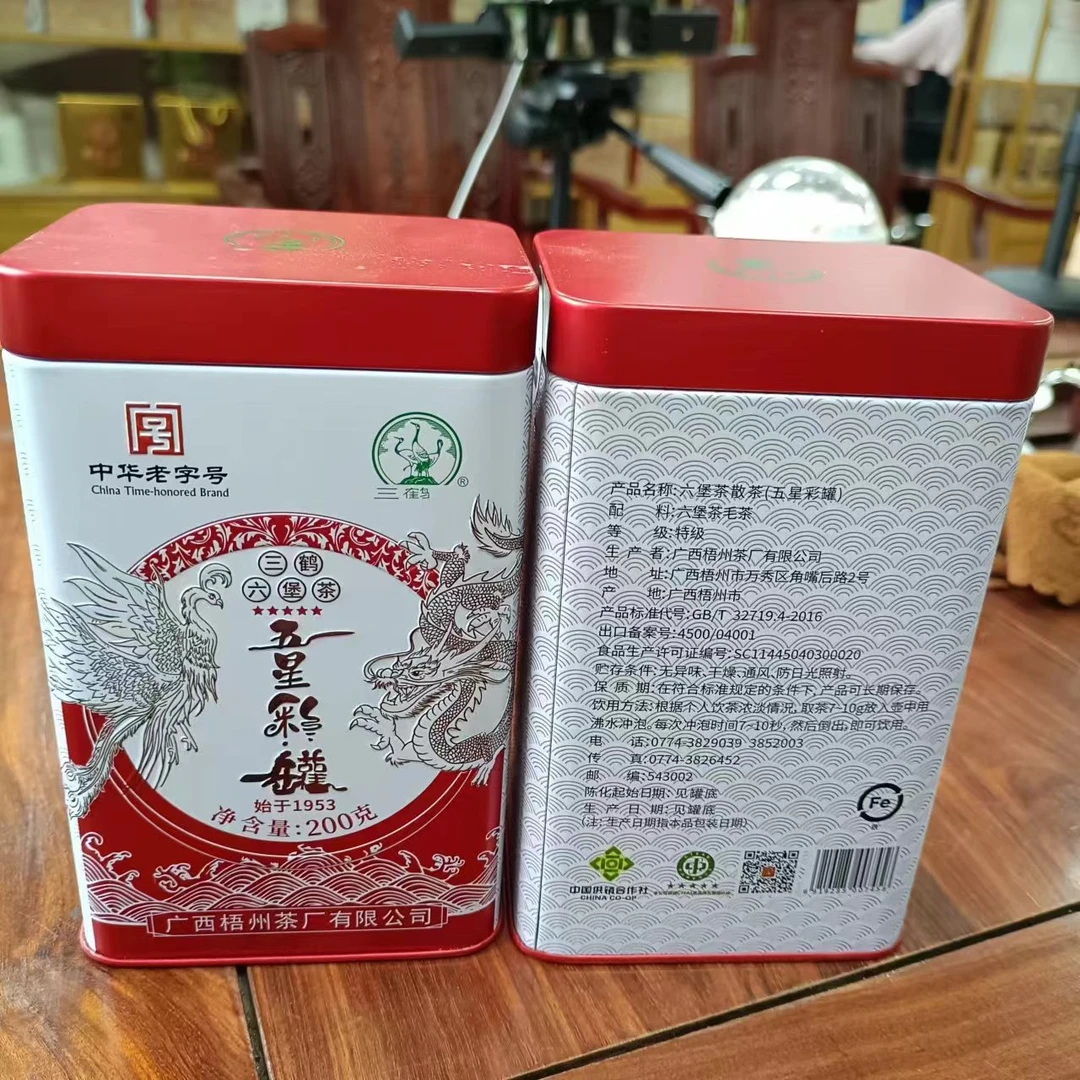 中华老字号
China Time-honored Brand
三鹤®
三鹤
六堡茶
★★★★★
五星彩罐
始于1953
净含量:200克
广西梧州茶厂有限公司
产品名称:六堡茶散茶(五星彩罐)
配 料:六堡茶毛茶
等 级:特级
生 产 者:广西梧州茶厂有限公司
地 址:广西梧州市万秀区角嘴后路2号
产 地:广西梧州市
产品标准代号:GB/T 32719.4-2016
出口备案号:4500/04001
食品生产许可证编号:SC11445040300020
贮存条件:无异味、干燥、通风、防日光照射。
保 质 期:在符合标准规定的条件下,产品可长期保存。
饮用方法:根据个人饮茶浓淡情况,取茶7-10g放入壶中用
沸水冲泡。每次冲泡时间7-10秒,然后倒出,即可饮用。
电 话:0774-3829039 3852003
传 真:0774-3826452
邮 编:543002
陈化起始日期:见罐底
生 产 日 期:见罐底
(注:生产日期指本品包装日期)
Fe
中国供销合作社
CHINA CO-OP
★★★★★